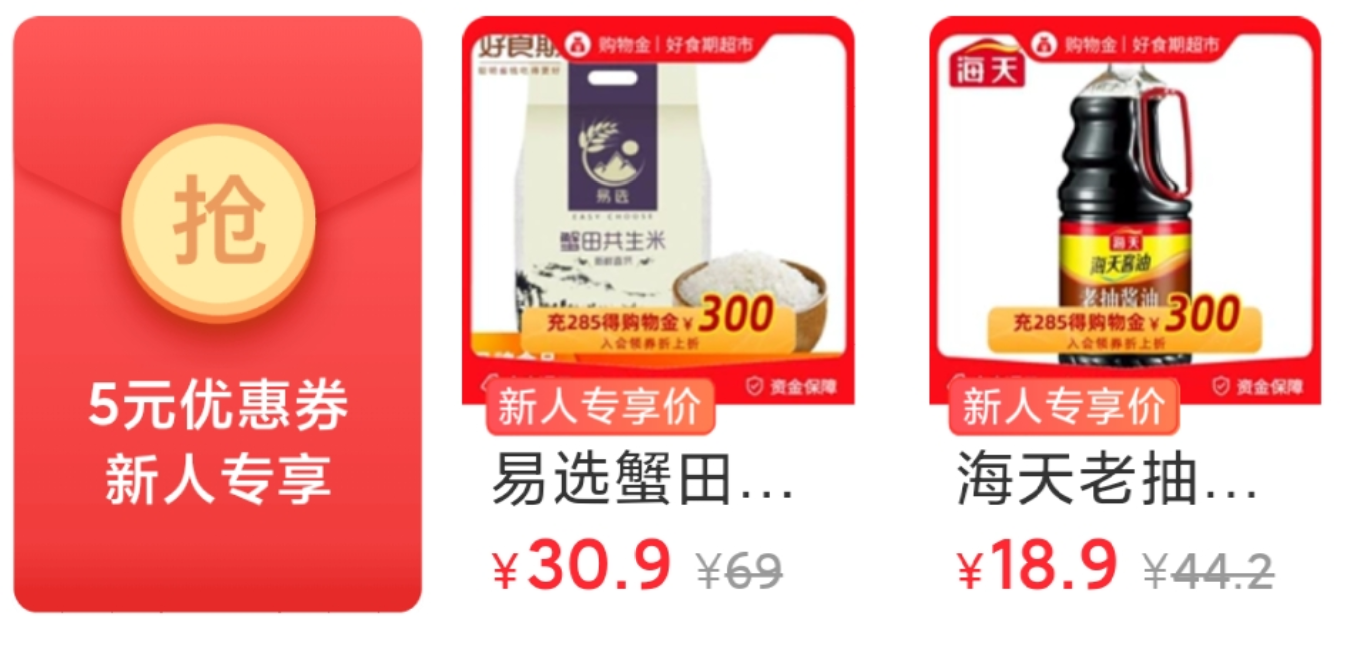 抢
5元优惠券
新人专享
好食期
购物金|好食期超市
易选
EASY CHOOSE
蟹田共生米
充285得购物金¥300
入会领券折上折
资金保障
新人专享价
易选蟹田...
¥30.9 ¥69
海天
购物金|好食期超市
海天
海天酱油
老抽酱油
充285得购物金¥300
入会领券折上折
资金保障
新人专享价
海天老抽...
¥18.9 ¥44.2